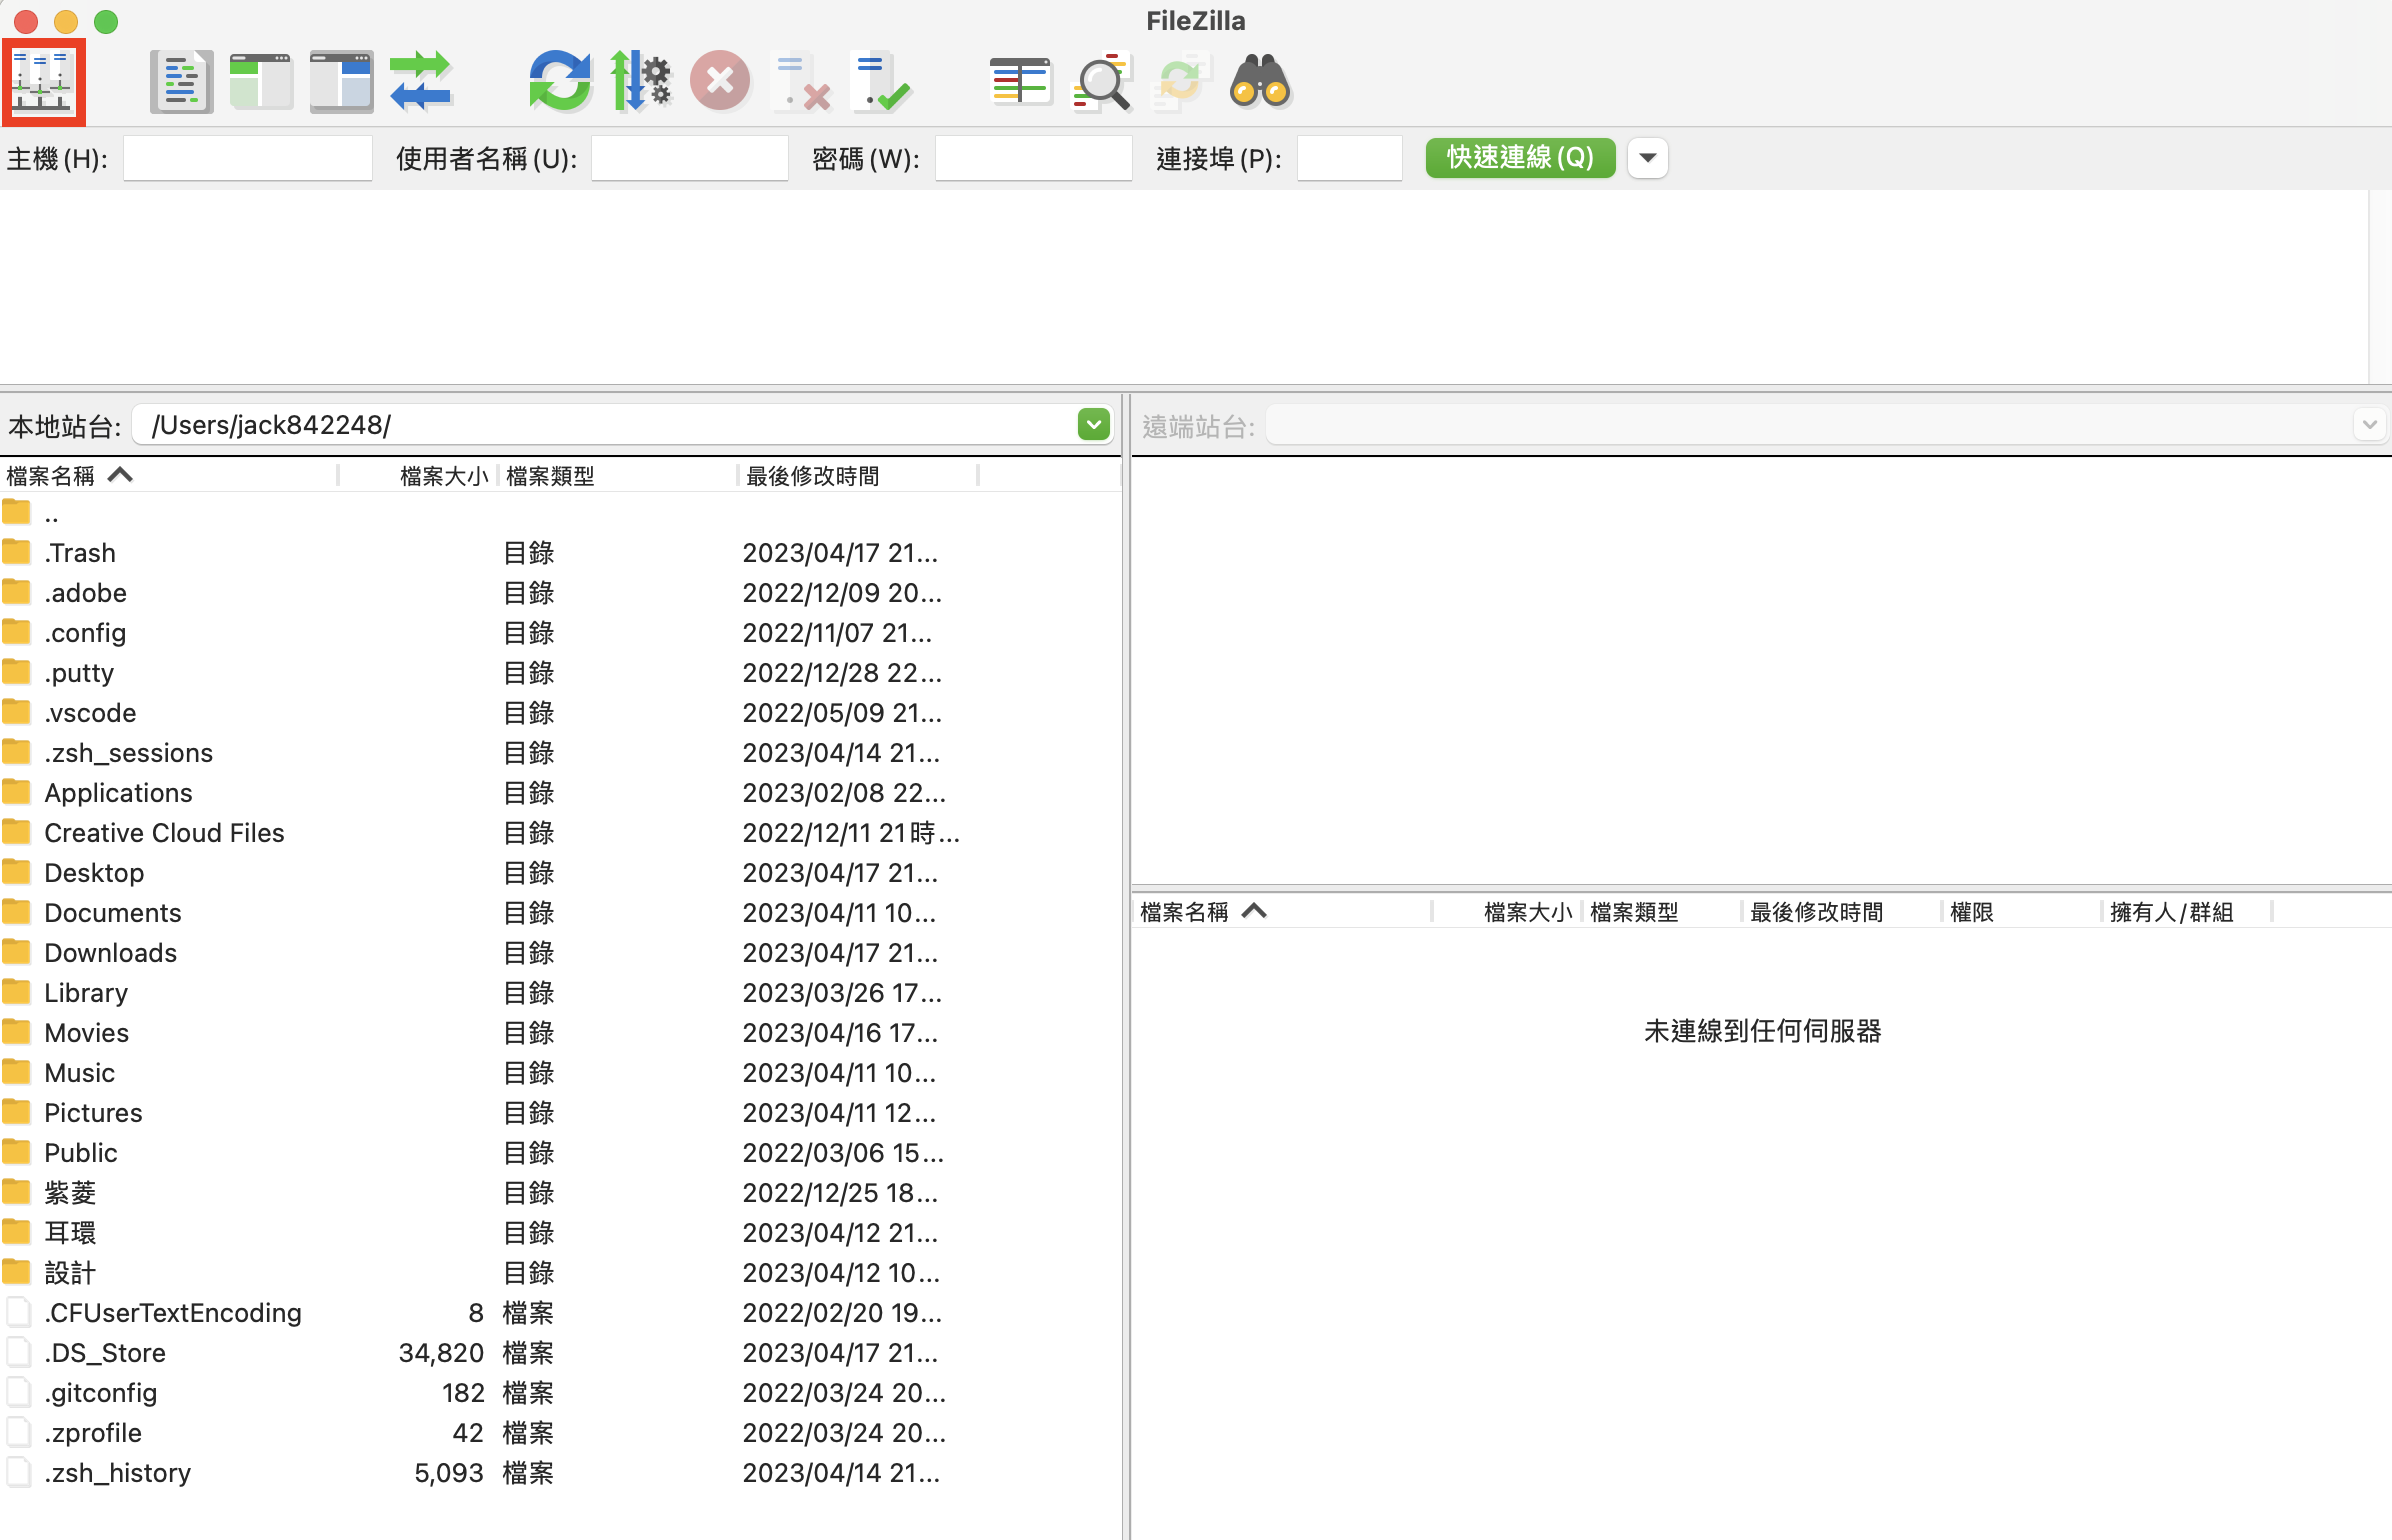 FileZilla
主機(H): 使用者名稱(U): 密碼(W): 連接埠(P): 快速連線(Q)
本地站台: /Users/jack842248/
檔案名稱 檔案大小 檔案類型 最後修改時間
..
.Trash 目錄 2023/04/17 21...
.adobe 目錄 2022/12/09 20...
.config 目錄 2022/11/07 21...
.putty 目錄 2022/12/28 22...
.vscode 目錄 2022/05/09 21...
.zsh_sessions 目錄 2023/04/14 21...
Applications 目錄 2023/02/08 22...
Creative Cloud Files 目錄 2022/12/11 21時...
Desktop 目錄 2023/04/17 21...
Documents 目錄 2023/04/11 10...
Downloads 目錄 2023/04/17 21...
Library 目錄 2023/03/26 17...
Movies 目錄 2023/04/16 17...
Music 目錄 2023/04/11 10...
Pictures 目錄 2023/04/11 12...
Public 目錄 2022/03/06 15...
紫菱 目錄 2022/12/25 18...
耳環 目錄 2023/04/12 21...
設計 目錄 2023/04/12 10...
.CFUserTextEncoding 8 檔案 2022/02/20 19...
.DS_Store 34,820 檔案 2023/04/17 21...
.gitconfig 182 檔案 2022/03/24 20...
.zprofile 42 檔案 2022/03/24 20...
.zsh_history 5,093 檔案 2023/04/14 21...
遠端站台:
檔案名稱 檔案大小 檔案類型 最後修改時間 權限 擁有人/群組
未連線到任何伺服器